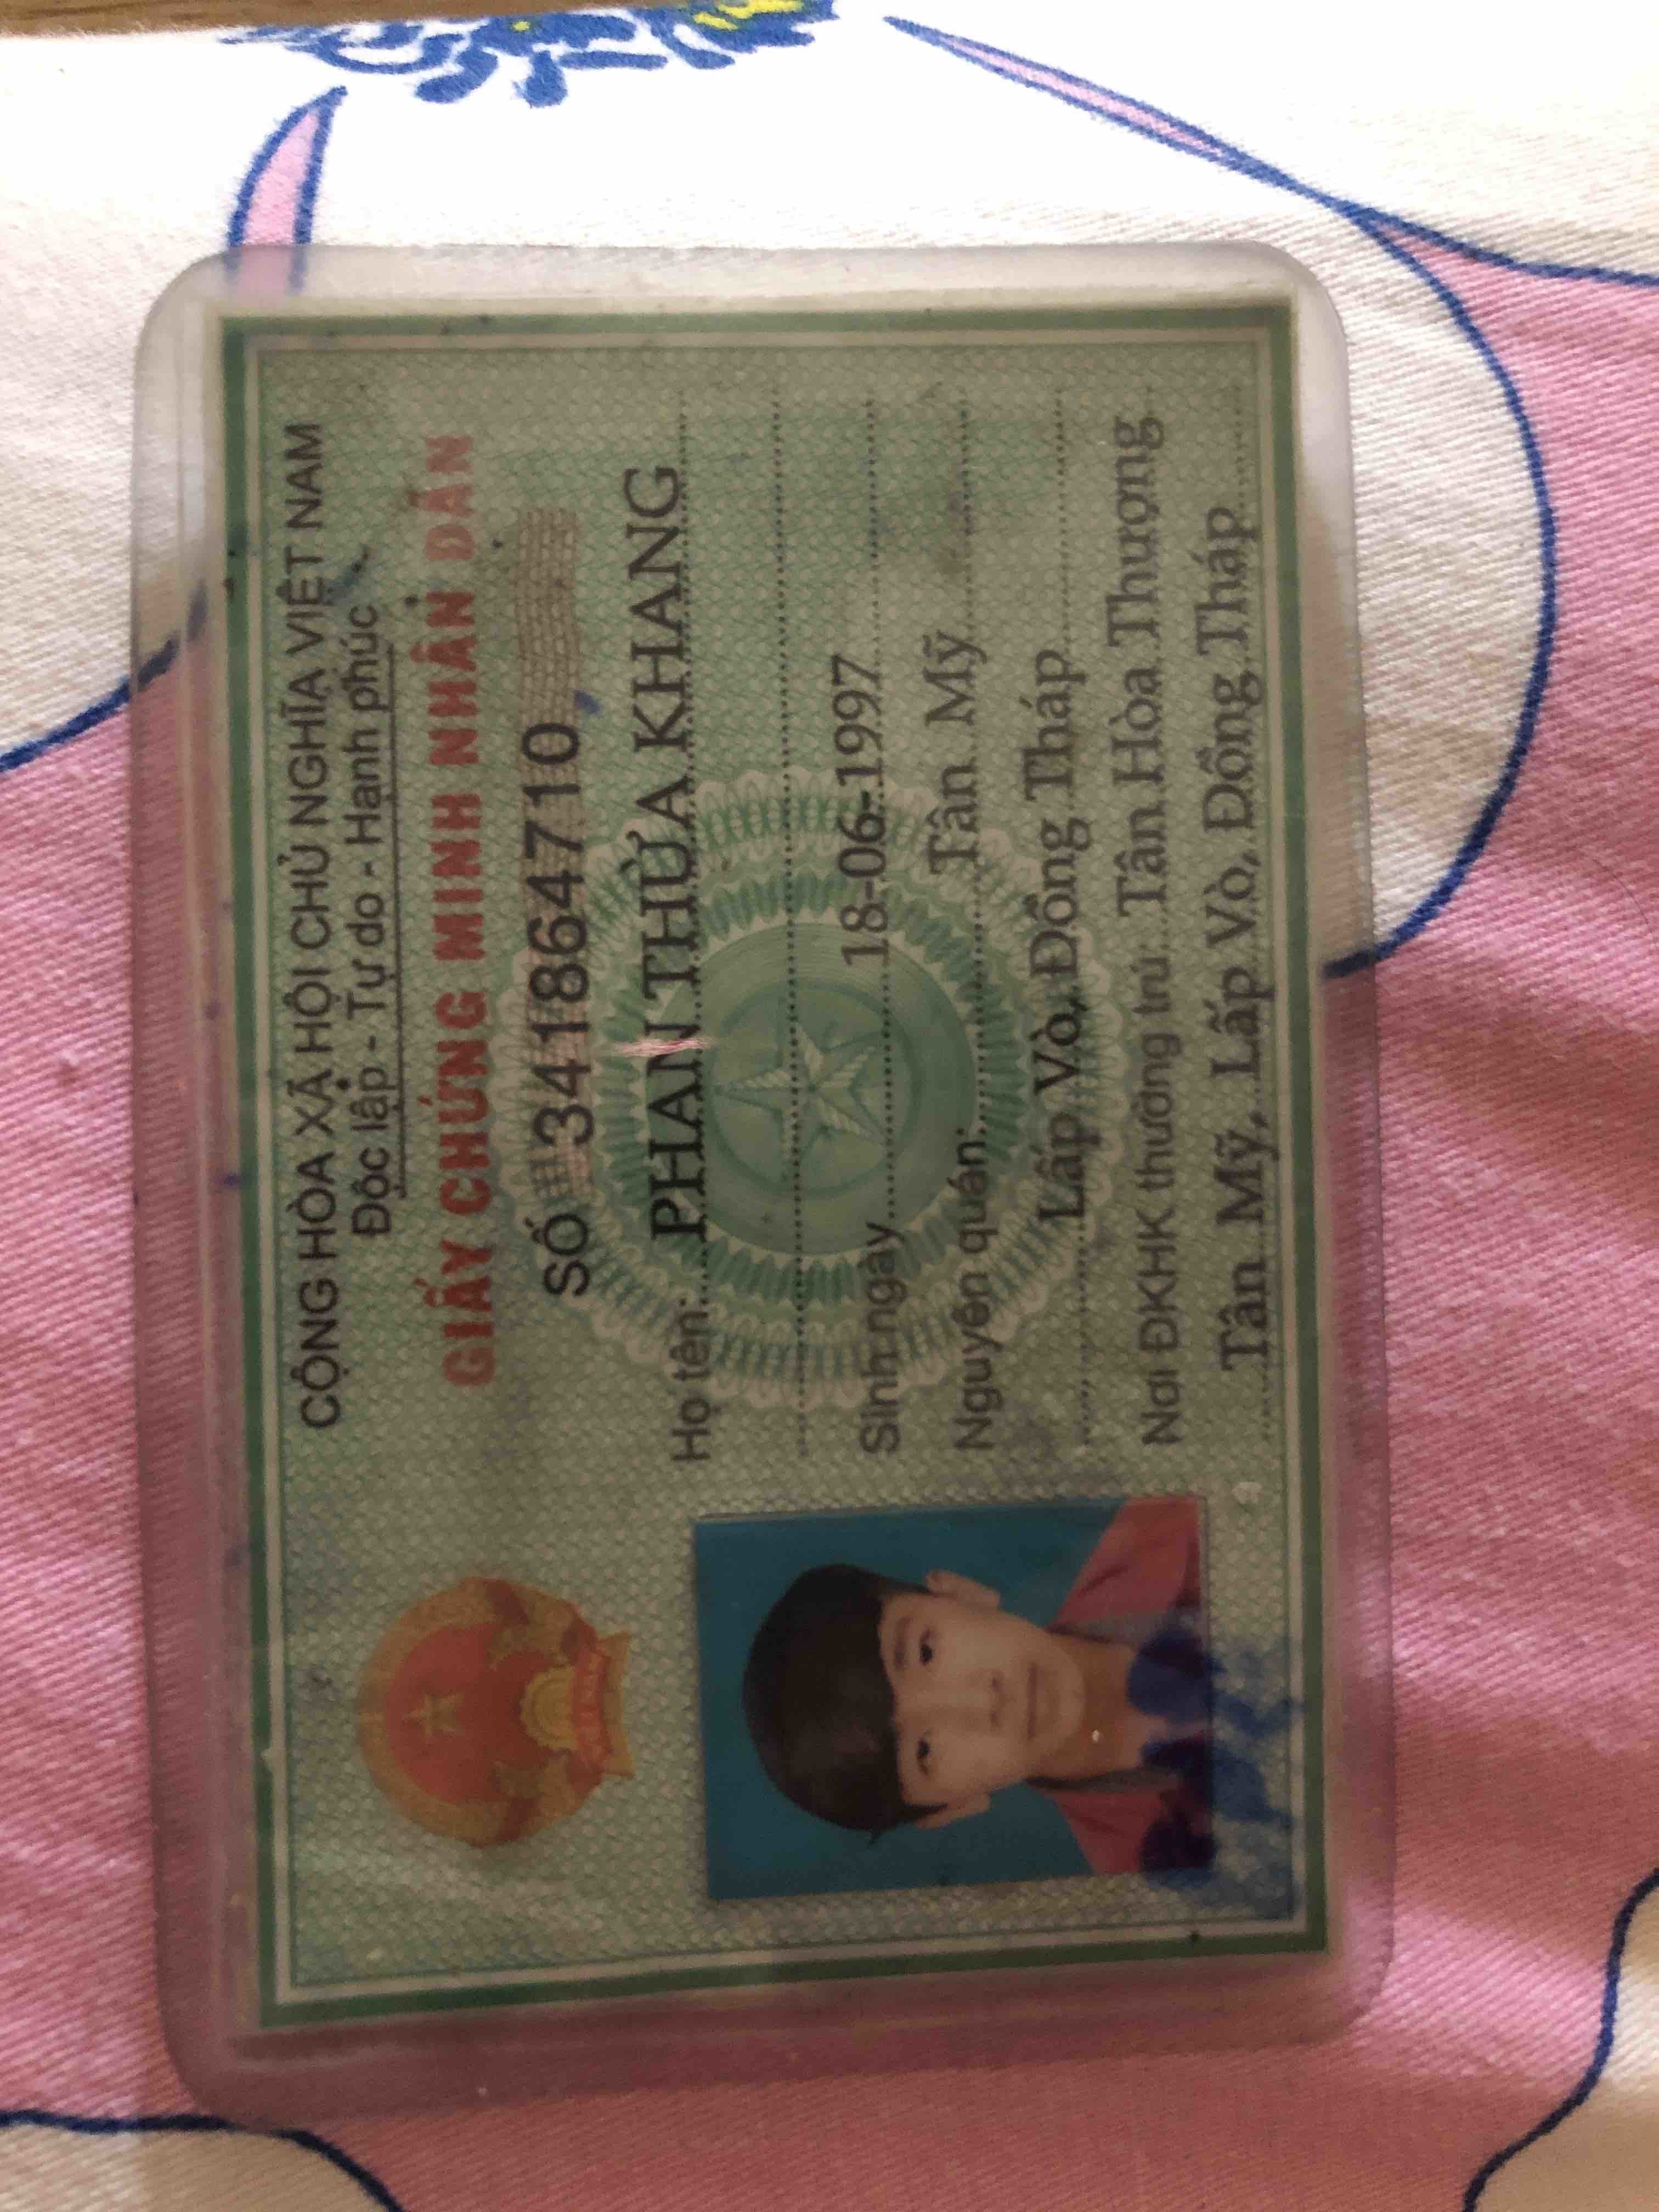 CỘNG HÒA XÃ HỘI CHỦ NGHĨA VIỆT NAM
Độc lập - Tự do - Hạnh phúc
GIẤY CHỨNG MINH NHÂN DÂN
SỐ 341864710
Họ tên: PHAN THỪA KHANG
Sinh ngày 18-06-1997
Nguyên quán: Tân Mỹ
Lấp Vò, Đồng Tháp
Nơi ĐKHK thường trú: Tân Hòa Thượng
Tân Mỹ, Lấp Vò, Đồng Tháp